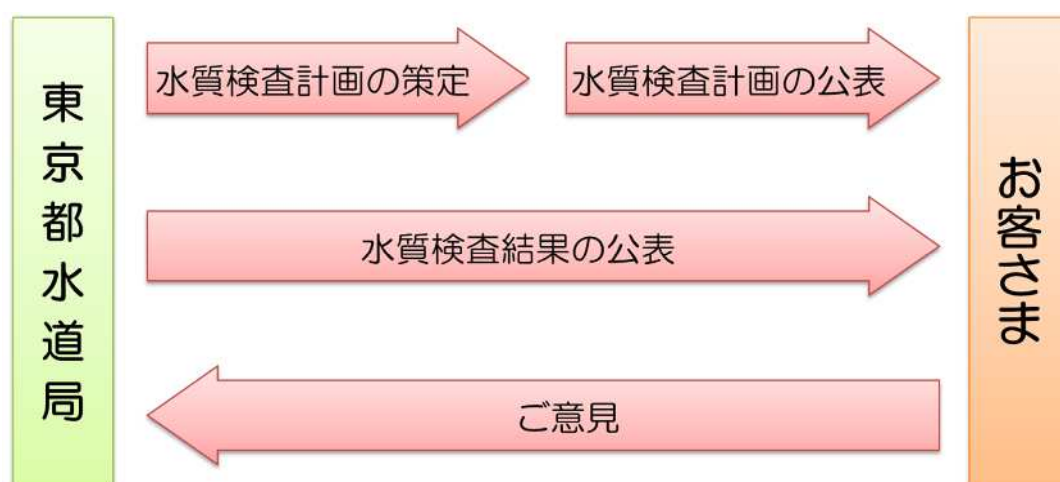 東京都水道局
水質検査計画の策定
水質検査計画の公表
水質検査結果の公表
ご意見
お客さま